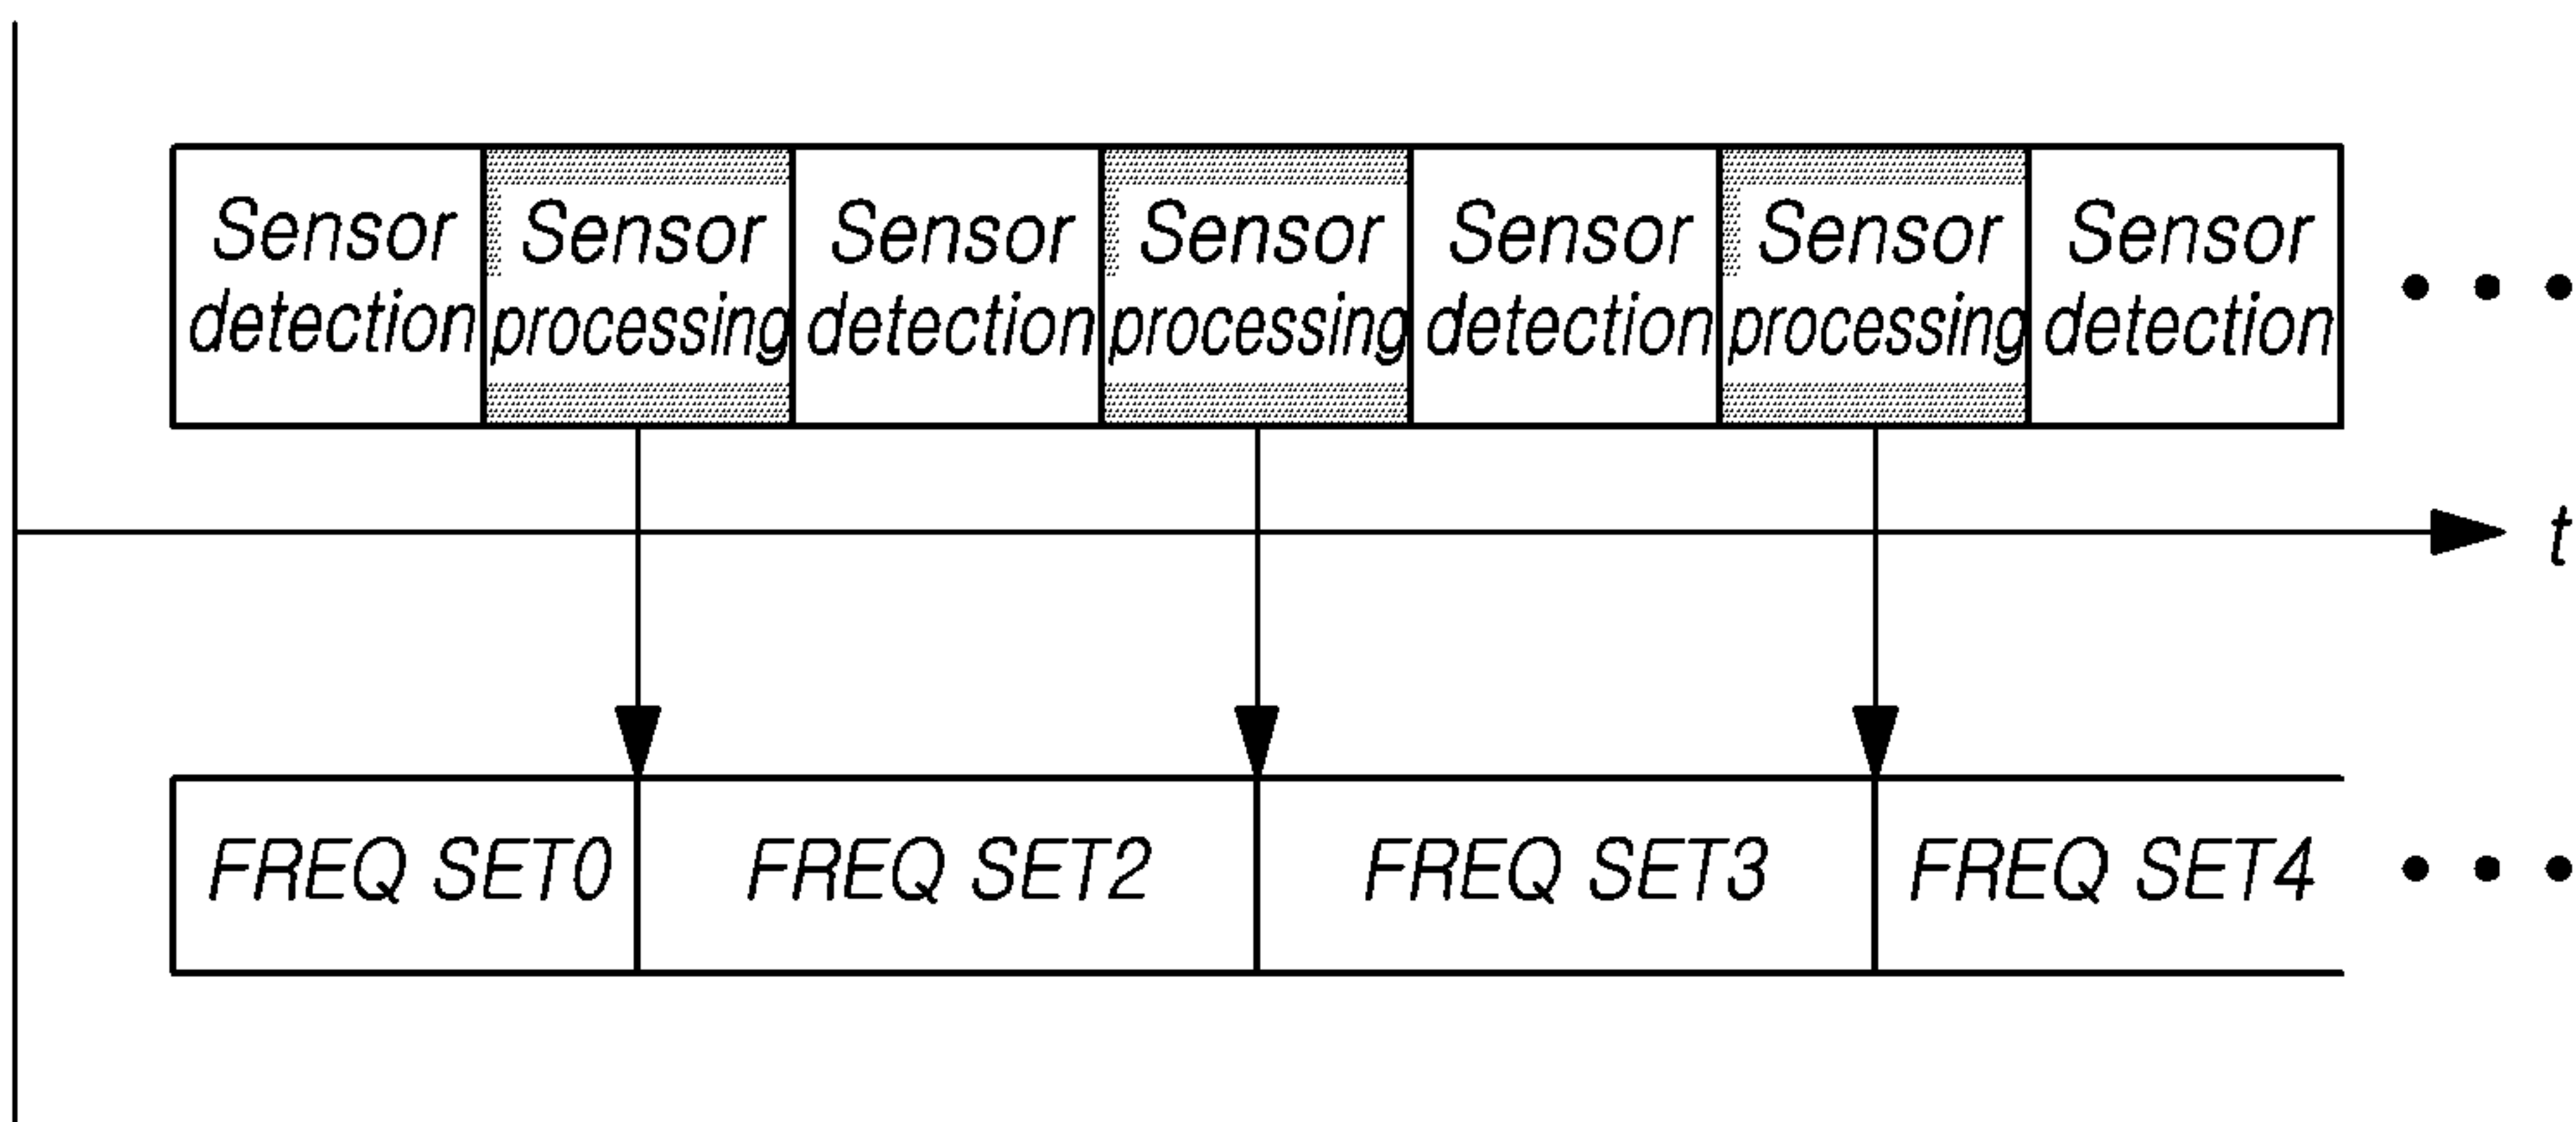 Sensor detection
Sensor processing
Sensor detection
Sensor processing
Sensor detection
Sensor processing
Sensor detection
t
FREQ SET0
FREQ SET2
FREQ SET3
FREQ SET4